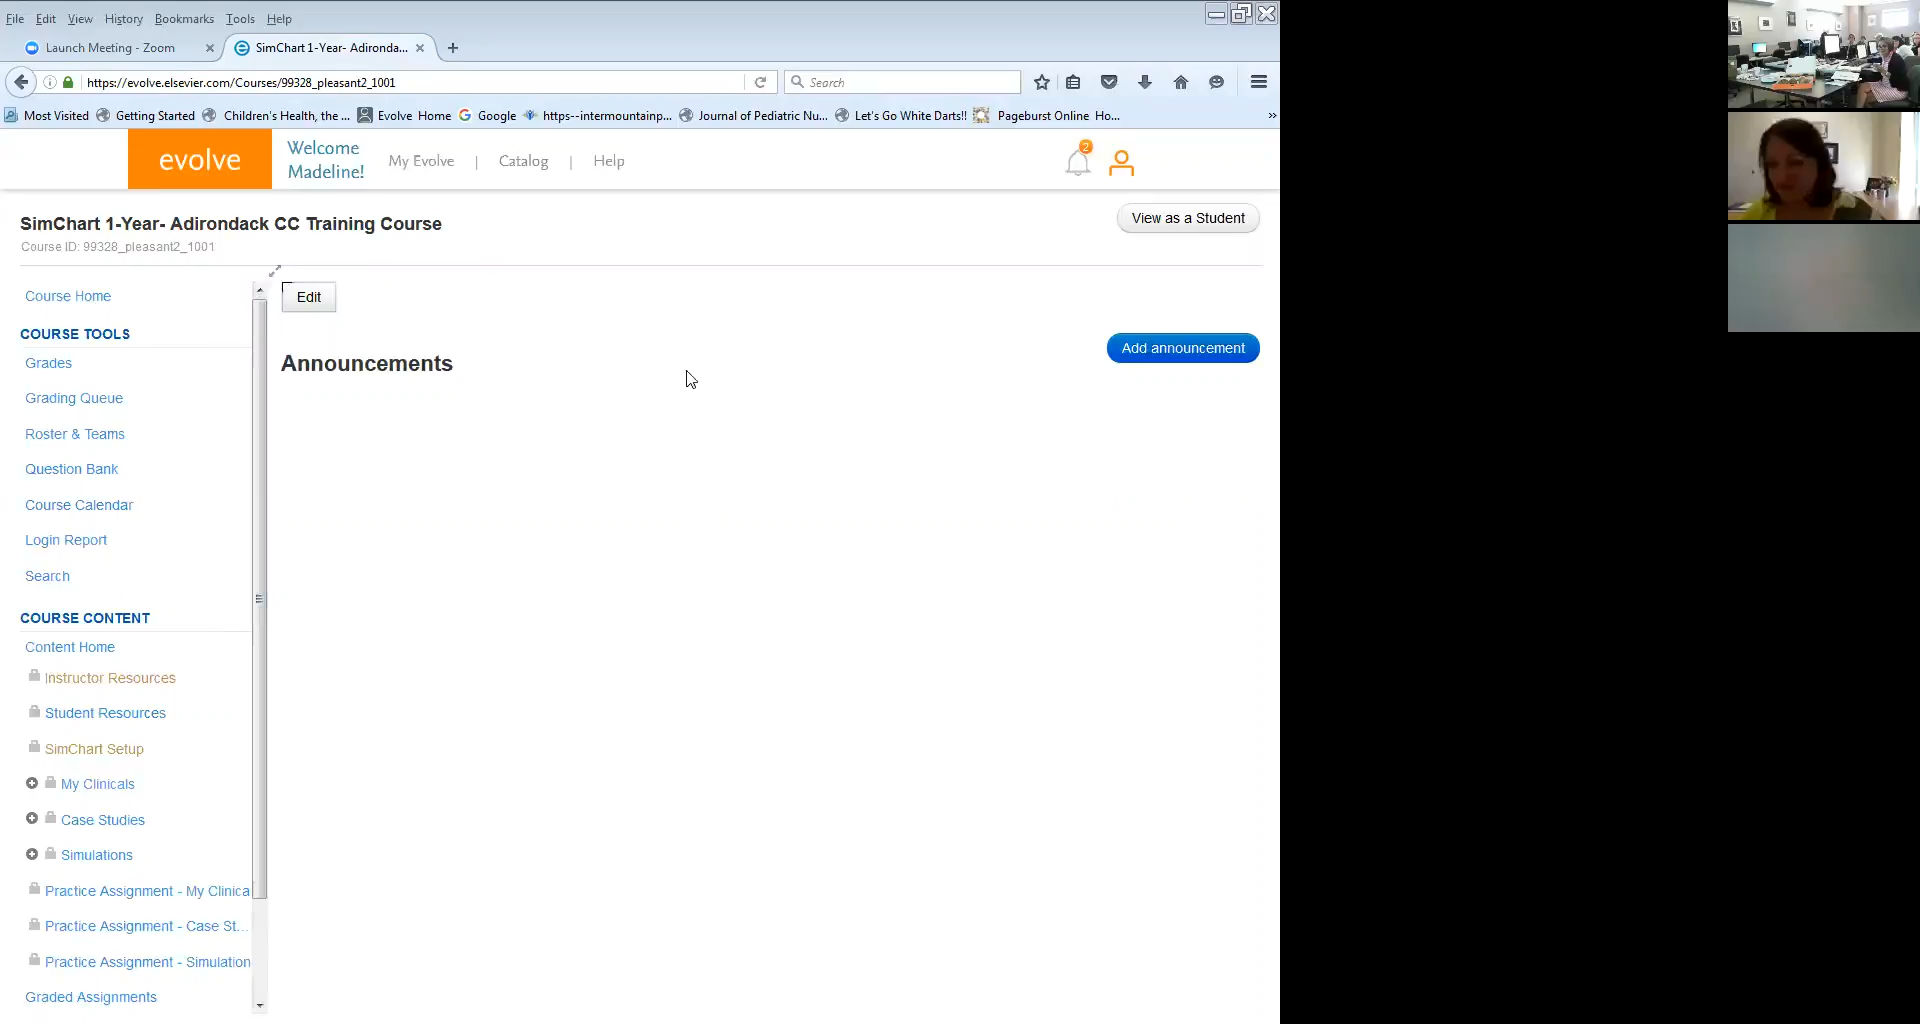 File Edit View History Bookmarks Tools Help
Launch Meeting - Zoom
SimChart 1-Year- Adironda...
https://evolve.elsevier.com/Courses/99328_pleasant2_1001
Search
Most Visited Getting Started Children's Health, the ... Evolve Home Google https--intermountainp... Journal of Pediatric Nu... Let's Go White Darts!! Pageburst Online Ho...
evolve
Welcome
Madeline!
My Evolve | Catalog | Help
2
SimChart 1-Year- Adirondack CC Training Course
View as a Student
Course ID: 99328_pleasant2_1001
Course Home
COURSE TOOLS
Grades
Grading Queue
Roster & Teams
Question Bank
Course Calendar
Login Report
Search
COURSE CONTENT
Content Home
Instructor Resources
Student Resources
SimChart Setup
My Clinicals
Case Studies
Simulations
Practice Assignment - My Clinica
Practice Assignment - Case St...
Practice Assignment - Simulation
Graded Assignments
Edit
Add announcement
Announcements